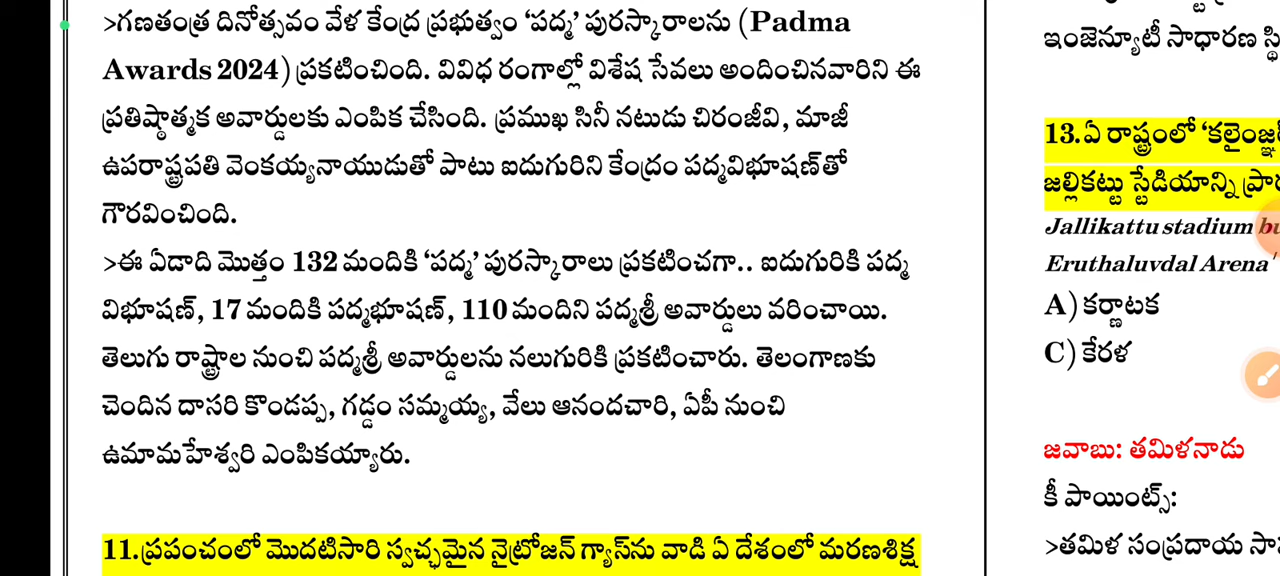 >గణతంత్ర దినోత్సవం వేళ కేంద్ర ప్రభుత్వం ‘పద్మ’ పురస్కారాలను (Padma
Awards 2024) ప్రకటించింది. వివిధ రంగాల్లో విశేష సేవలు అందించినవారిని ఈ
ప్రతిష్ఠాత్మక అవార్డులకు ఎంపిక చేసింది. ప్రముఖ సినీ నటుడు చిరంజీవి, మాజీ
ఉపరాష్ట్రపతి వెంకయ్యనాయుడుతో పాటు ఐదుగురిని కేంద్రం పద్మవిభూషణ్‌తో
గౌరవించింది.
>ఈ ఏడాది మొత్తం 132 మందికి ‘పద్మ’ పురస్కారాలు ప్రకటించగా.. ఐదుగురికి పద్మ
విభూషణ్, 17 మందికి పద్మభూషణ్, 110 మందిని పద్మశ్రీ అవార్డులు వరించాయి.
తెలుగు రాష్ట్రాల నుంచి పద్మశ్రీ అవార్డులను నలుగురికి ప్రకటించారు. తెలంగాణకు
చెందిన దాసరి కొండప్ప, గడ్డం సమ్మయ్య, వేలు ఆనందచారి, ఏపీ నుంచి
ఉమామహేశ్వరి ఎంపికయ్యారు.
11.ప్రపంచంలో మొదటిసారి స్వచ్ఛమైన నైట్రోజన్ గ్యాస్‌ను వాడి ఏ దేశంలో మరణశిక్ష
ఇంజెన్యూటీ సాధారణ
13.ఏ రాష్ట్రంలో
జల్లికట్టు స్టేడియాన్ని
Jallikattu stadium
Eruthaluvdal Arena'
A) కర్ణాటక
C) కేరళ
జవాబు: తమిళనాడు
కీ పాయింట్స్:
>తమిళ సంప్రదాయ